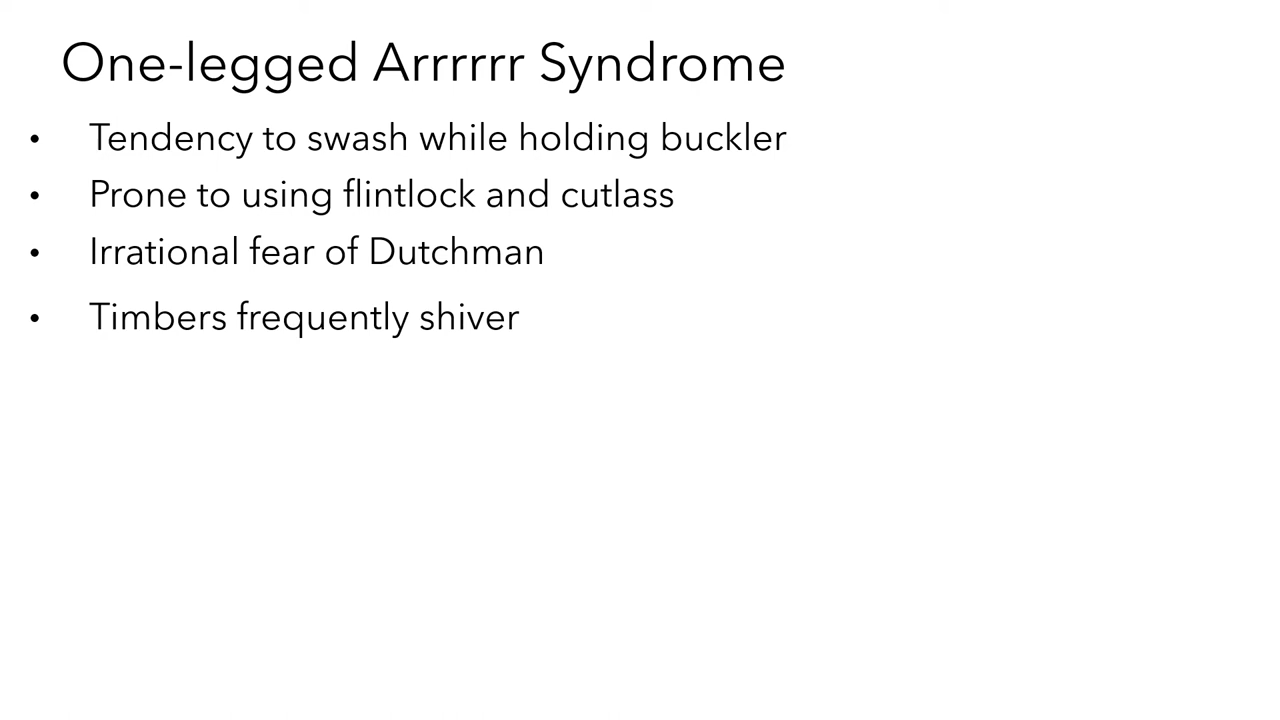 One-legged Arrrrrr Syndrome
• Tendency to swash while holding buckler
• Prone to using flintlock and cutlass
• Irrational fear of Dutchman
• Timbers frequently shiver